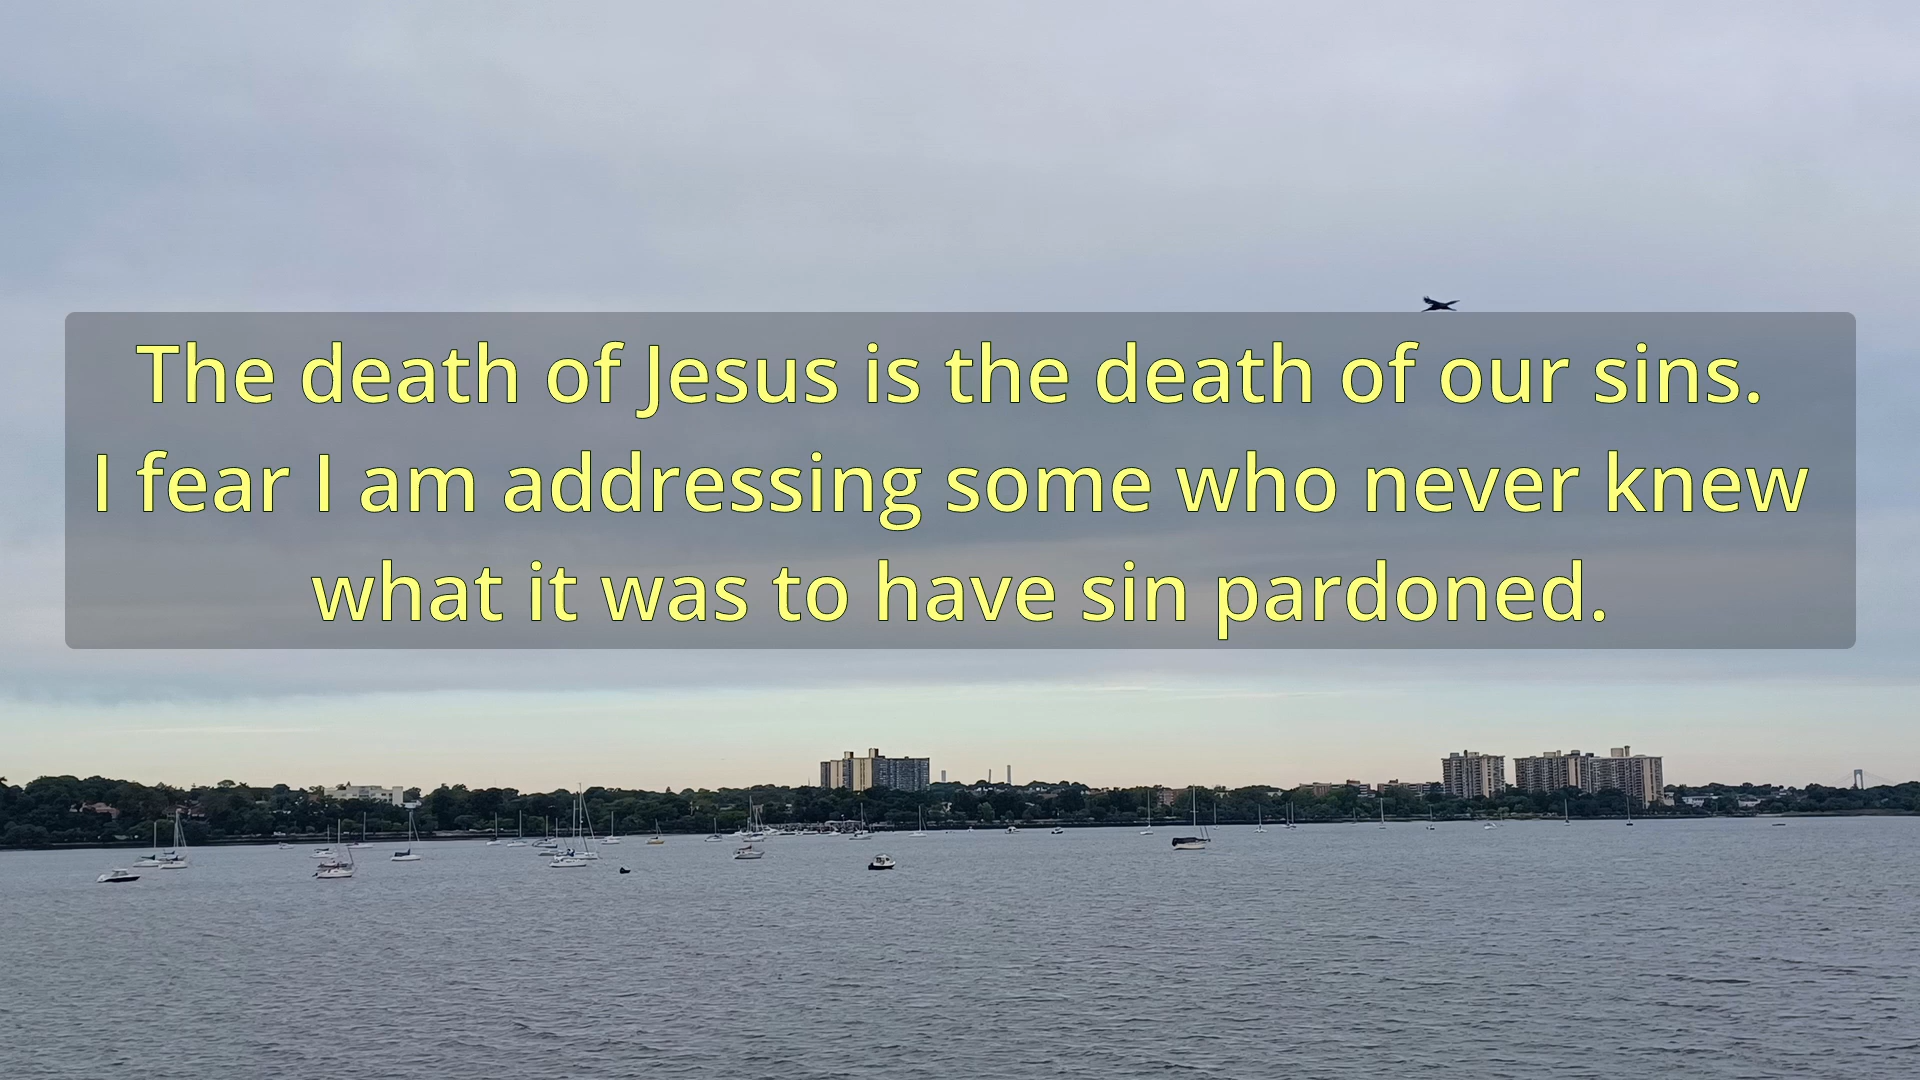 The death of Jesus is the death of our sins.
I fear I am addressing some who never knew
what it was to have sin pardoned.